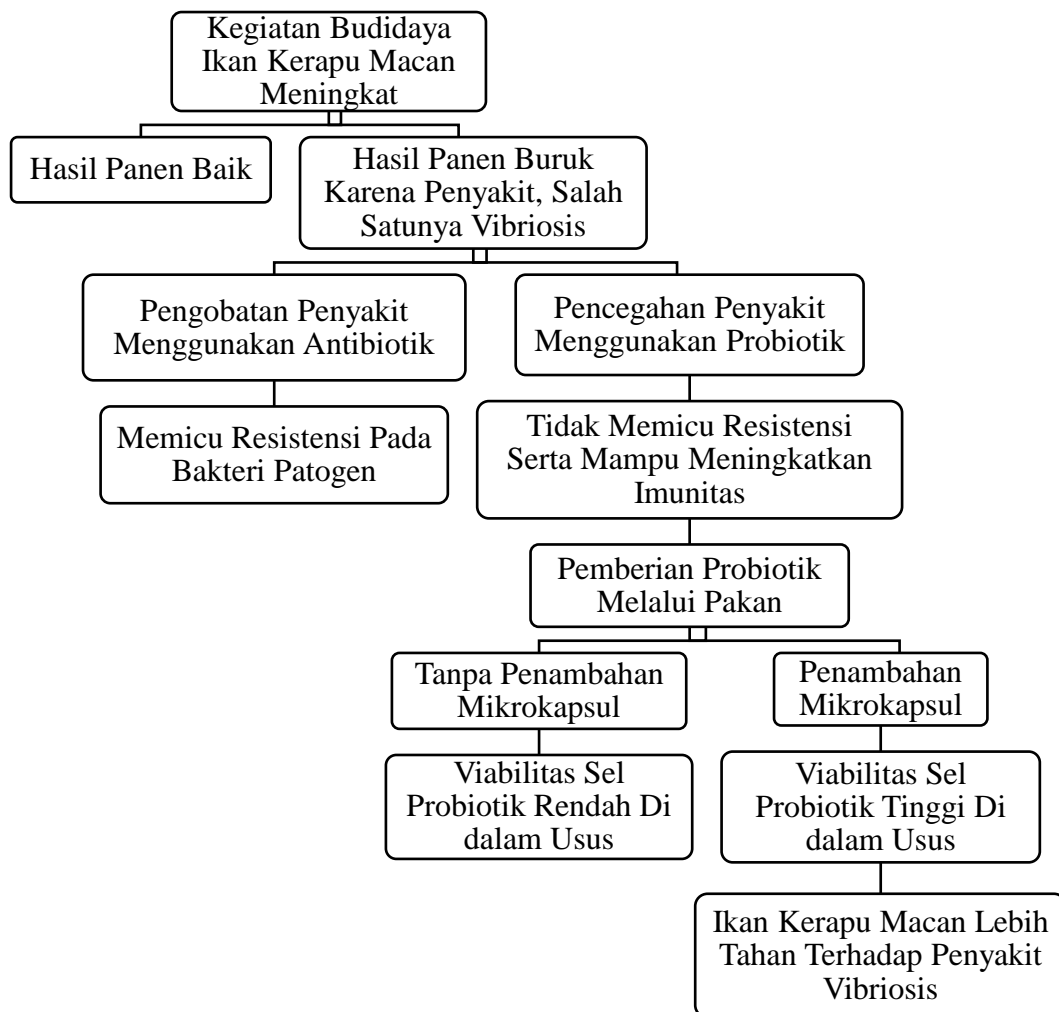 Kegiatan Budidaya
Ikan Kerapu Macan
Meningkat
Hasil Panen Baik
Hasil Panen Buruk
Karena Penyakit, Salah
Satunya Vibriosis
Pengobatan Penyakit
Menggunakan Antibiotik
Pencegahan Penyakit
Menggunakan Probiotik
Memicu Resistensi Pada
Bakteri Patogen
Tidak Memicu Resistensi
Serta Mampu Meningkatkan
Imunitas
Pemberian Probiotik
Melalui Pakan
Tanpa Penambahan
Mikrokapsul
Penambahan
Mikrokapsul
Viabilitas Sel
Probiotik Rendah Di
dalam Usus
Viabilitas Sel
Probiotik Tinggi Di
dalam Usus
Ikan Kerapu Macan Lebih
Tahan Terhadap Penyakit
Vibriosis